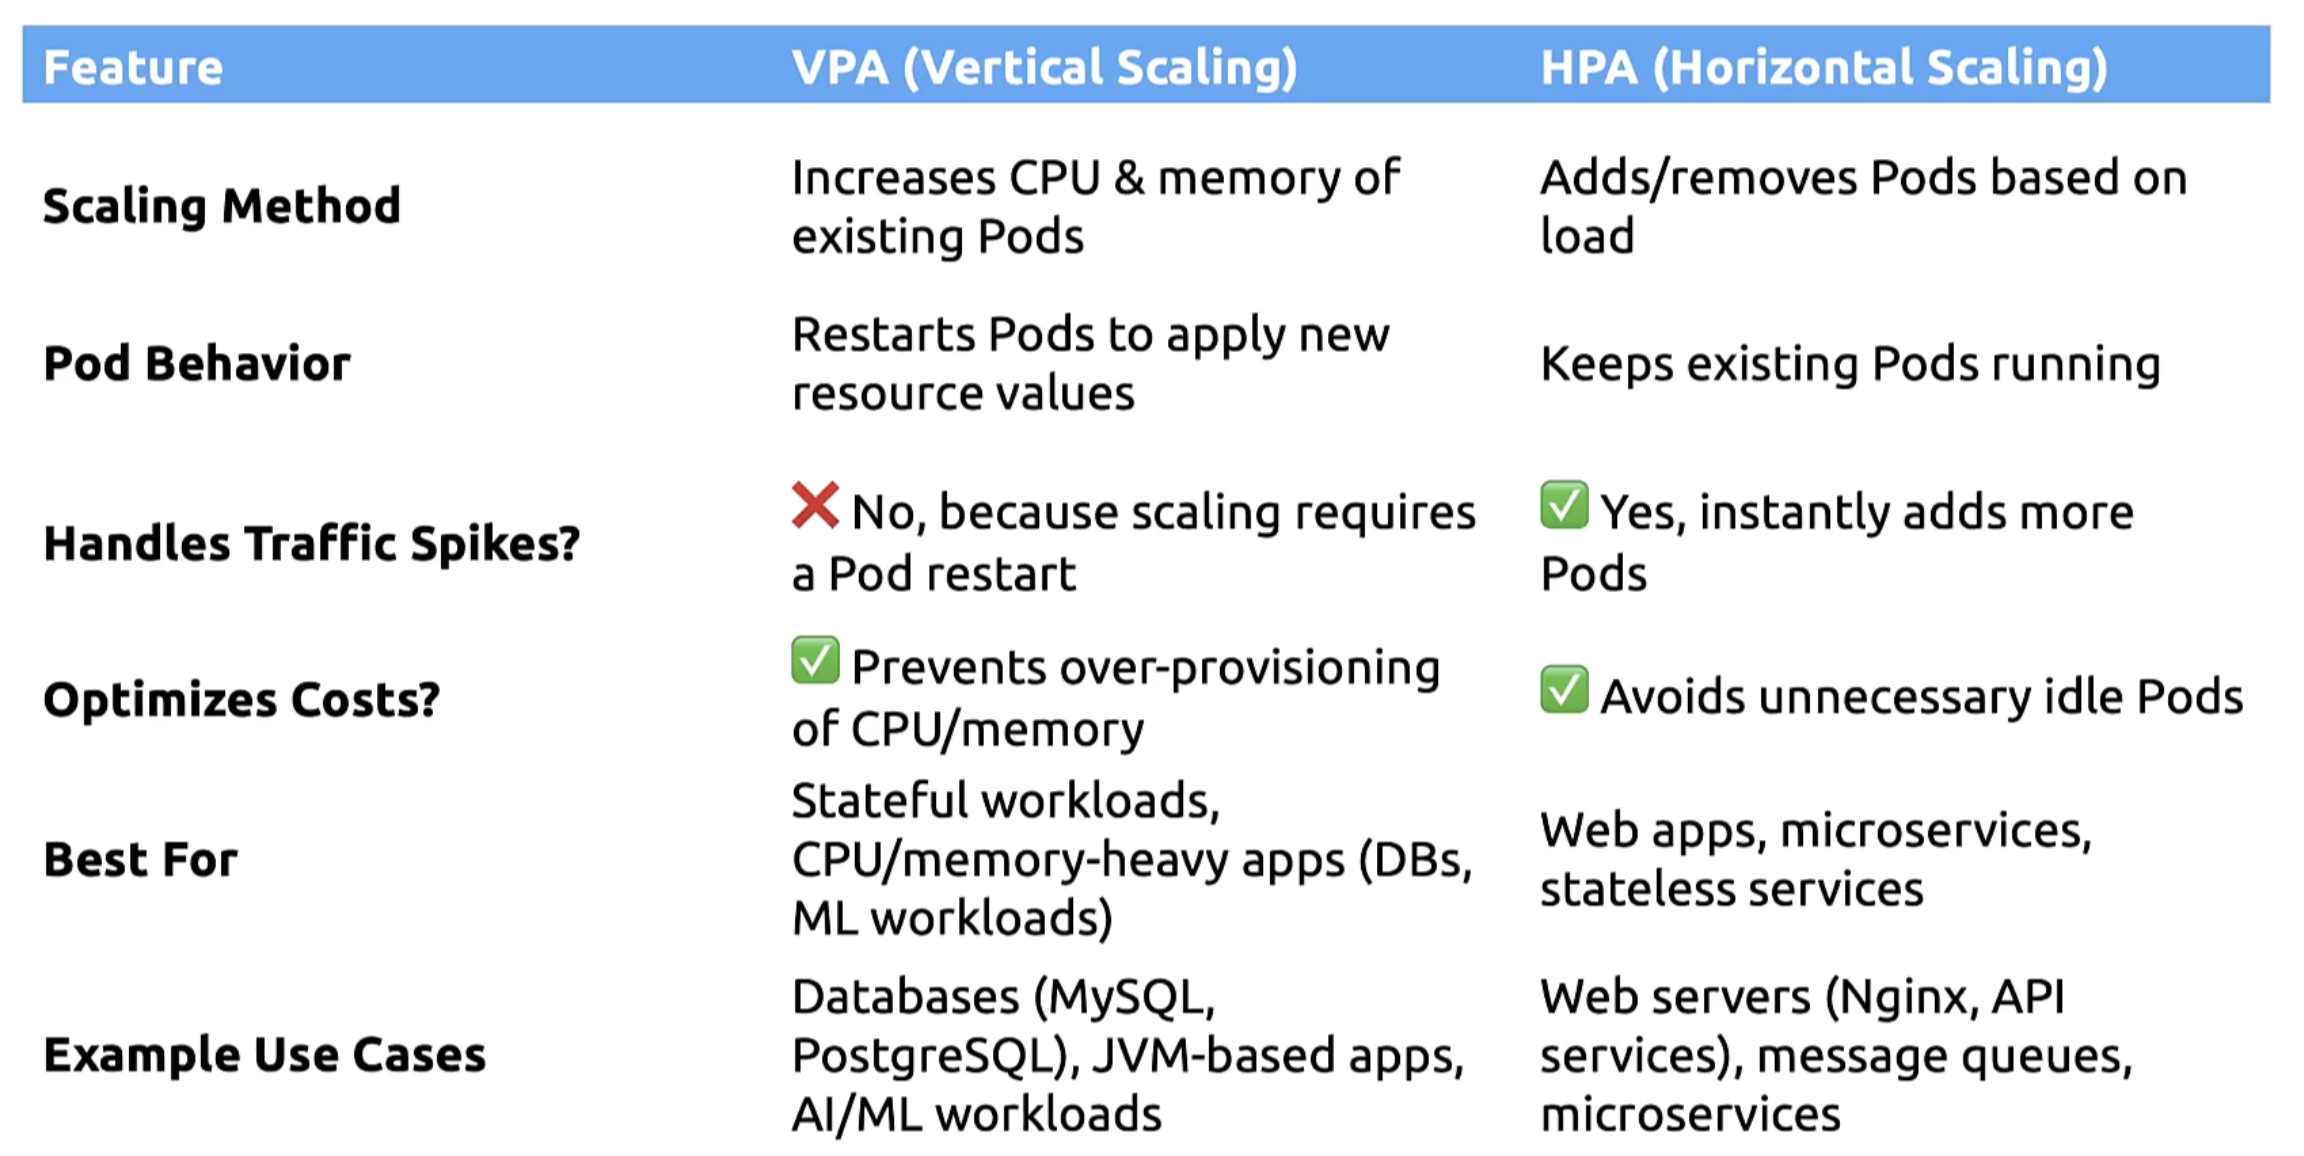 Feature VPA (Vertical Scaling) HPA (Horizontal Scaling)
Scaling Method
Increases CPU & memory of
existing Pods
Adds/removes Pods based on
load
Pod Behavior
Restarts Pods to apply new
resource values
Keeps existing Pods running
Handles Traffic Spikes?
❌ No, because scaling requires
a Pod restart
✅ Yes, instantly adds more
Pods
Optimizes Costs?
✅ Prevents over-provisioning
of CPU/memory
✅ Avoids unnecessary idle Pods
Best For
Stateful workloads,
CPU/memory-heavy apps (DBs,
ML workloads)
Web apps, microservices,
stateless services
Example Use Cases
Databases (MySQL,
PostgreSQL), JVM-based apps,
AI/ML workloads
Web servers (Nginx, API
services), message queues,
microservices